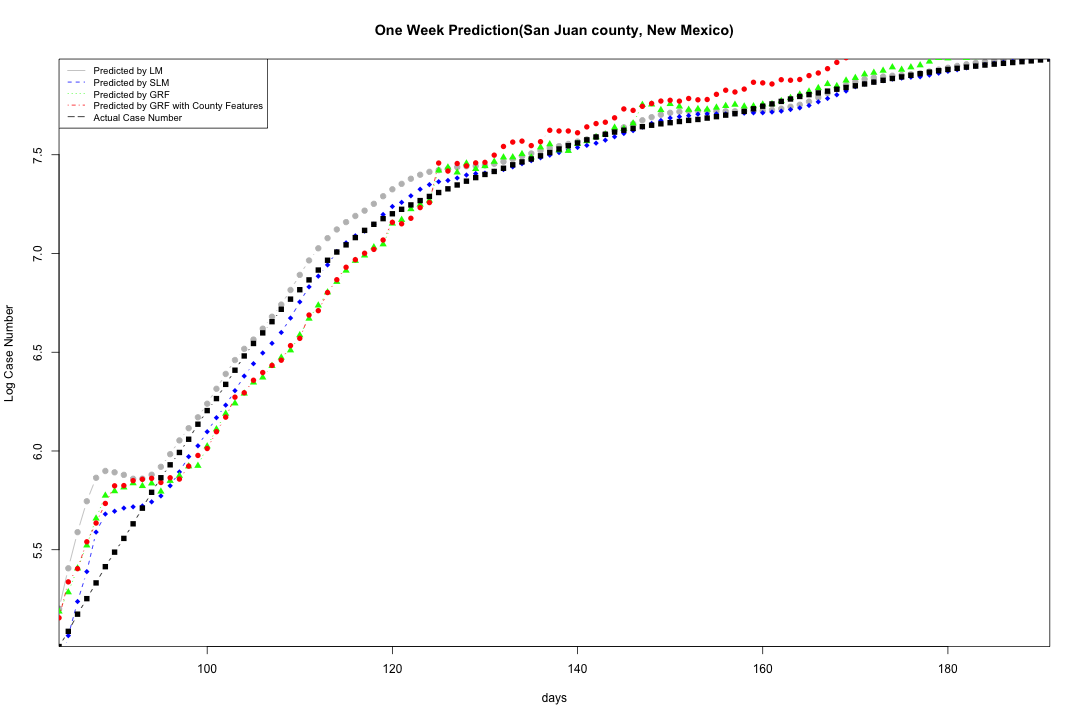 One Week Prediction(San Juan county, New Mexico)
Predicted by LM
Predicted by SLM
Predicted by GRF
Predicted by GRF with County Features
Actual Case Number
Log Case Number
7.5
7.0
6.5
6.0
5.5
100 120 140 160 180
days